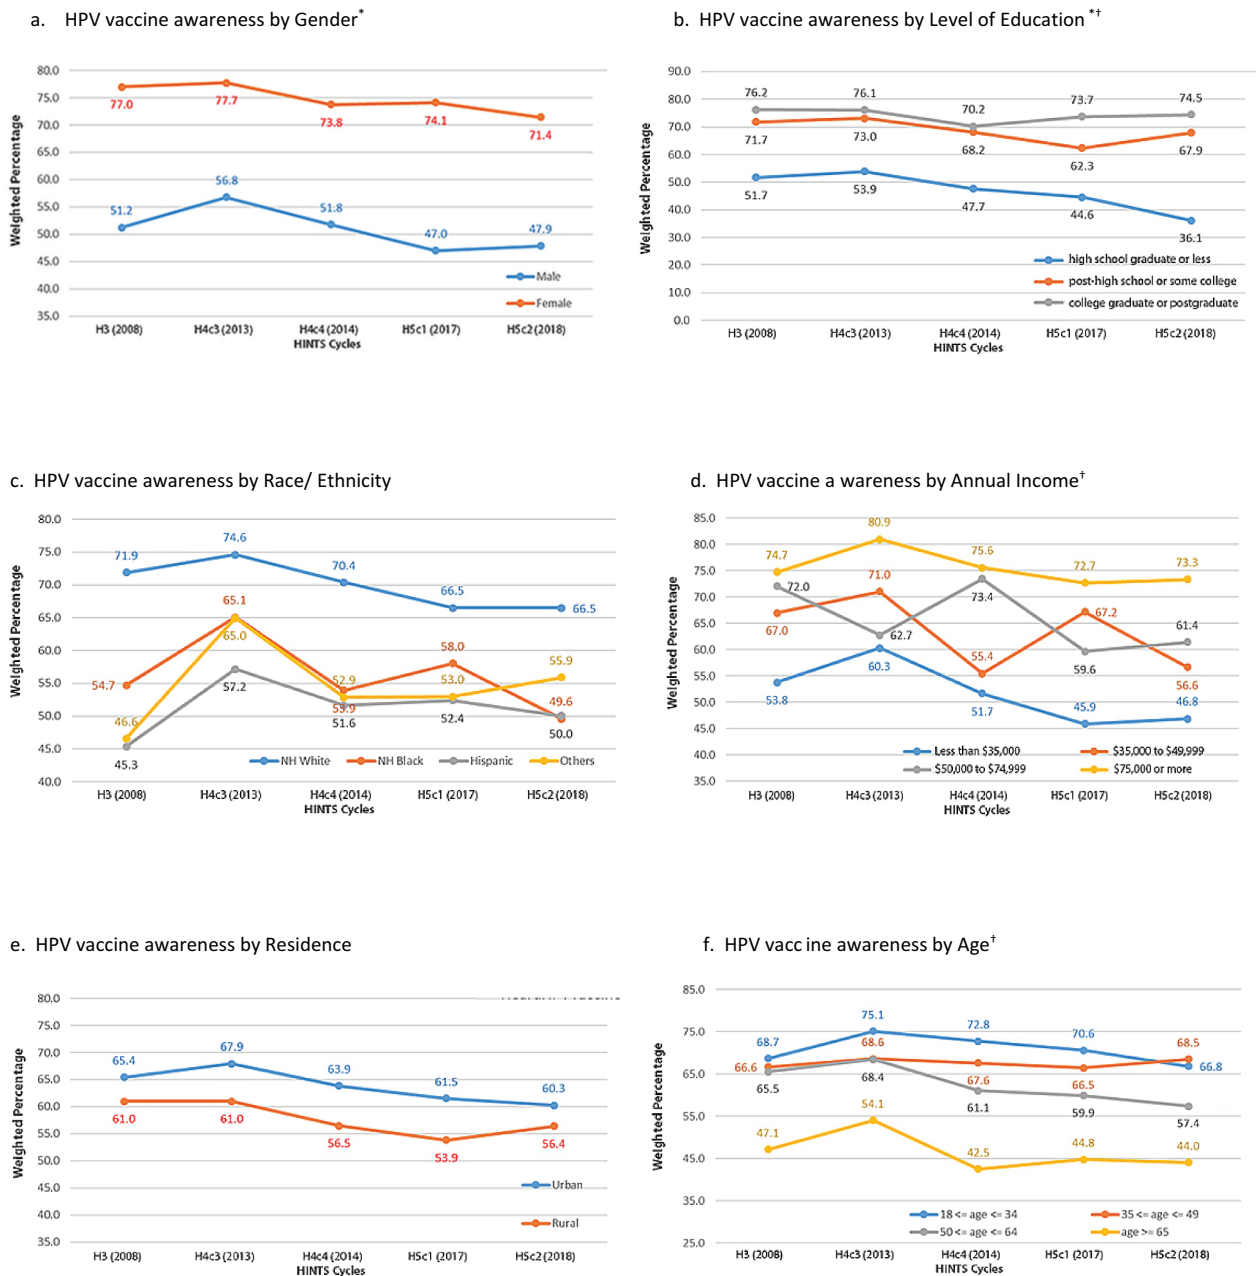 a. HPV vaccine awareness by Gender*
80.0
75.0
70.0
65.0
60.0
55.0
50.0
45.0
40.0
35.0
Weighted Percentage
77.0 77.7 73.8 74.1 71.4
51.2 56.8 51.8 47.0 47.9
Male
Female
H3 (2008) H4c3 (2013) H4c4 (2014) H5c1 (2017) H5c2 (2018)
HINTS Cycles
b. HPV vaccine awareness by Level of Education *†
90.0
80.0
70.0
60.0
50.0
40.0
30.0
20.0
10.0
0.0
Weighted Percentage
76.2 76.1 70.2 73.7 74.5
71.7 73.0 68.2 62.3 67.9
51.7 53.9 47.7 44.6 36.1
high school graduate or less
post-high school or some college
college graduate or postgraduate
H3 (2008) H4c3 (2013) H4c4 (2014) H5c1 (2017) H5c2 (2018)
HINTS Cycles
c. HPV vaccine awareness by Race/ Ethnicity
80.0
75.0
70.0
65.0
60.0
55.0
50.0
45.0
40.0
Weighted Percentage
71.9 74.6 70.4 66.5 66.5
54.7 65.1 53.9 58.0 49.6
46.6 65.0 52.9 53.0 55.9
45.3 57.2 51.6 52.4 50.0
NH White NH Black Hispanic Others
H3 (2008) H4c3 (2013) H4c4 (2014) H5c1 (2017) H5c2 (2018)
HINTS Cycles
d. HPV vaccine a wareness by Annual Income†
85.0
80.0
75.0
70.0
65.0
60.0
55.0
50.0
45.0
40.0
35.0
Weighted Percentage
74.7 80.9 75.6 72.7 73.3
72.0 62.7 73.4 59.6 61.4
67.0 71.0 55.4 67.2 56.6
53.8 60.3 51.7 45.9 46.8
Less than $35,000 $35,000 to $49,999
$50,000 to $74,999 $75,000 or more
H3 (2008) H4c3 (2013) H4c4 (2014) H5c1 (2017) H5c2 (2018)
HINTS Cycles
e. HPV vaccine awareness by Residence
80.0
75.0
70.0
65.0
60.0
55.0
50.0
45.0
40.0
35.0
Weighted Percentage
65.4 67.9 63.9 61.5 60.3
61.0 61.0 56.5 53.9 56.4
Urban
Rural
H3 (2008) H4c3 (2013) H4c4 (2014) H5c1 (2017) H5c2 (2018)
HINTS Cycles
f. HPV vacc ine awareness by Age†
85.0
75.0
65.0
55.0
45.0
35.0
25.0
Weighted Percentage
68.7 75.1 72.8 70.6 66.8
66.6 68.6 67.6 66.5 68.5
65.5 68.4 61.1 59.9 57.4
47.1 54.1 42.5 44.8 44.0
18 <= age <= 34 35 <= age <= 49
50 <= age <= 64 age >= 65
H3 (2008) H4c3 (2013) H4c4 (2014) H5c1 (2017) H5c2 (2018)
HINTS Cycles